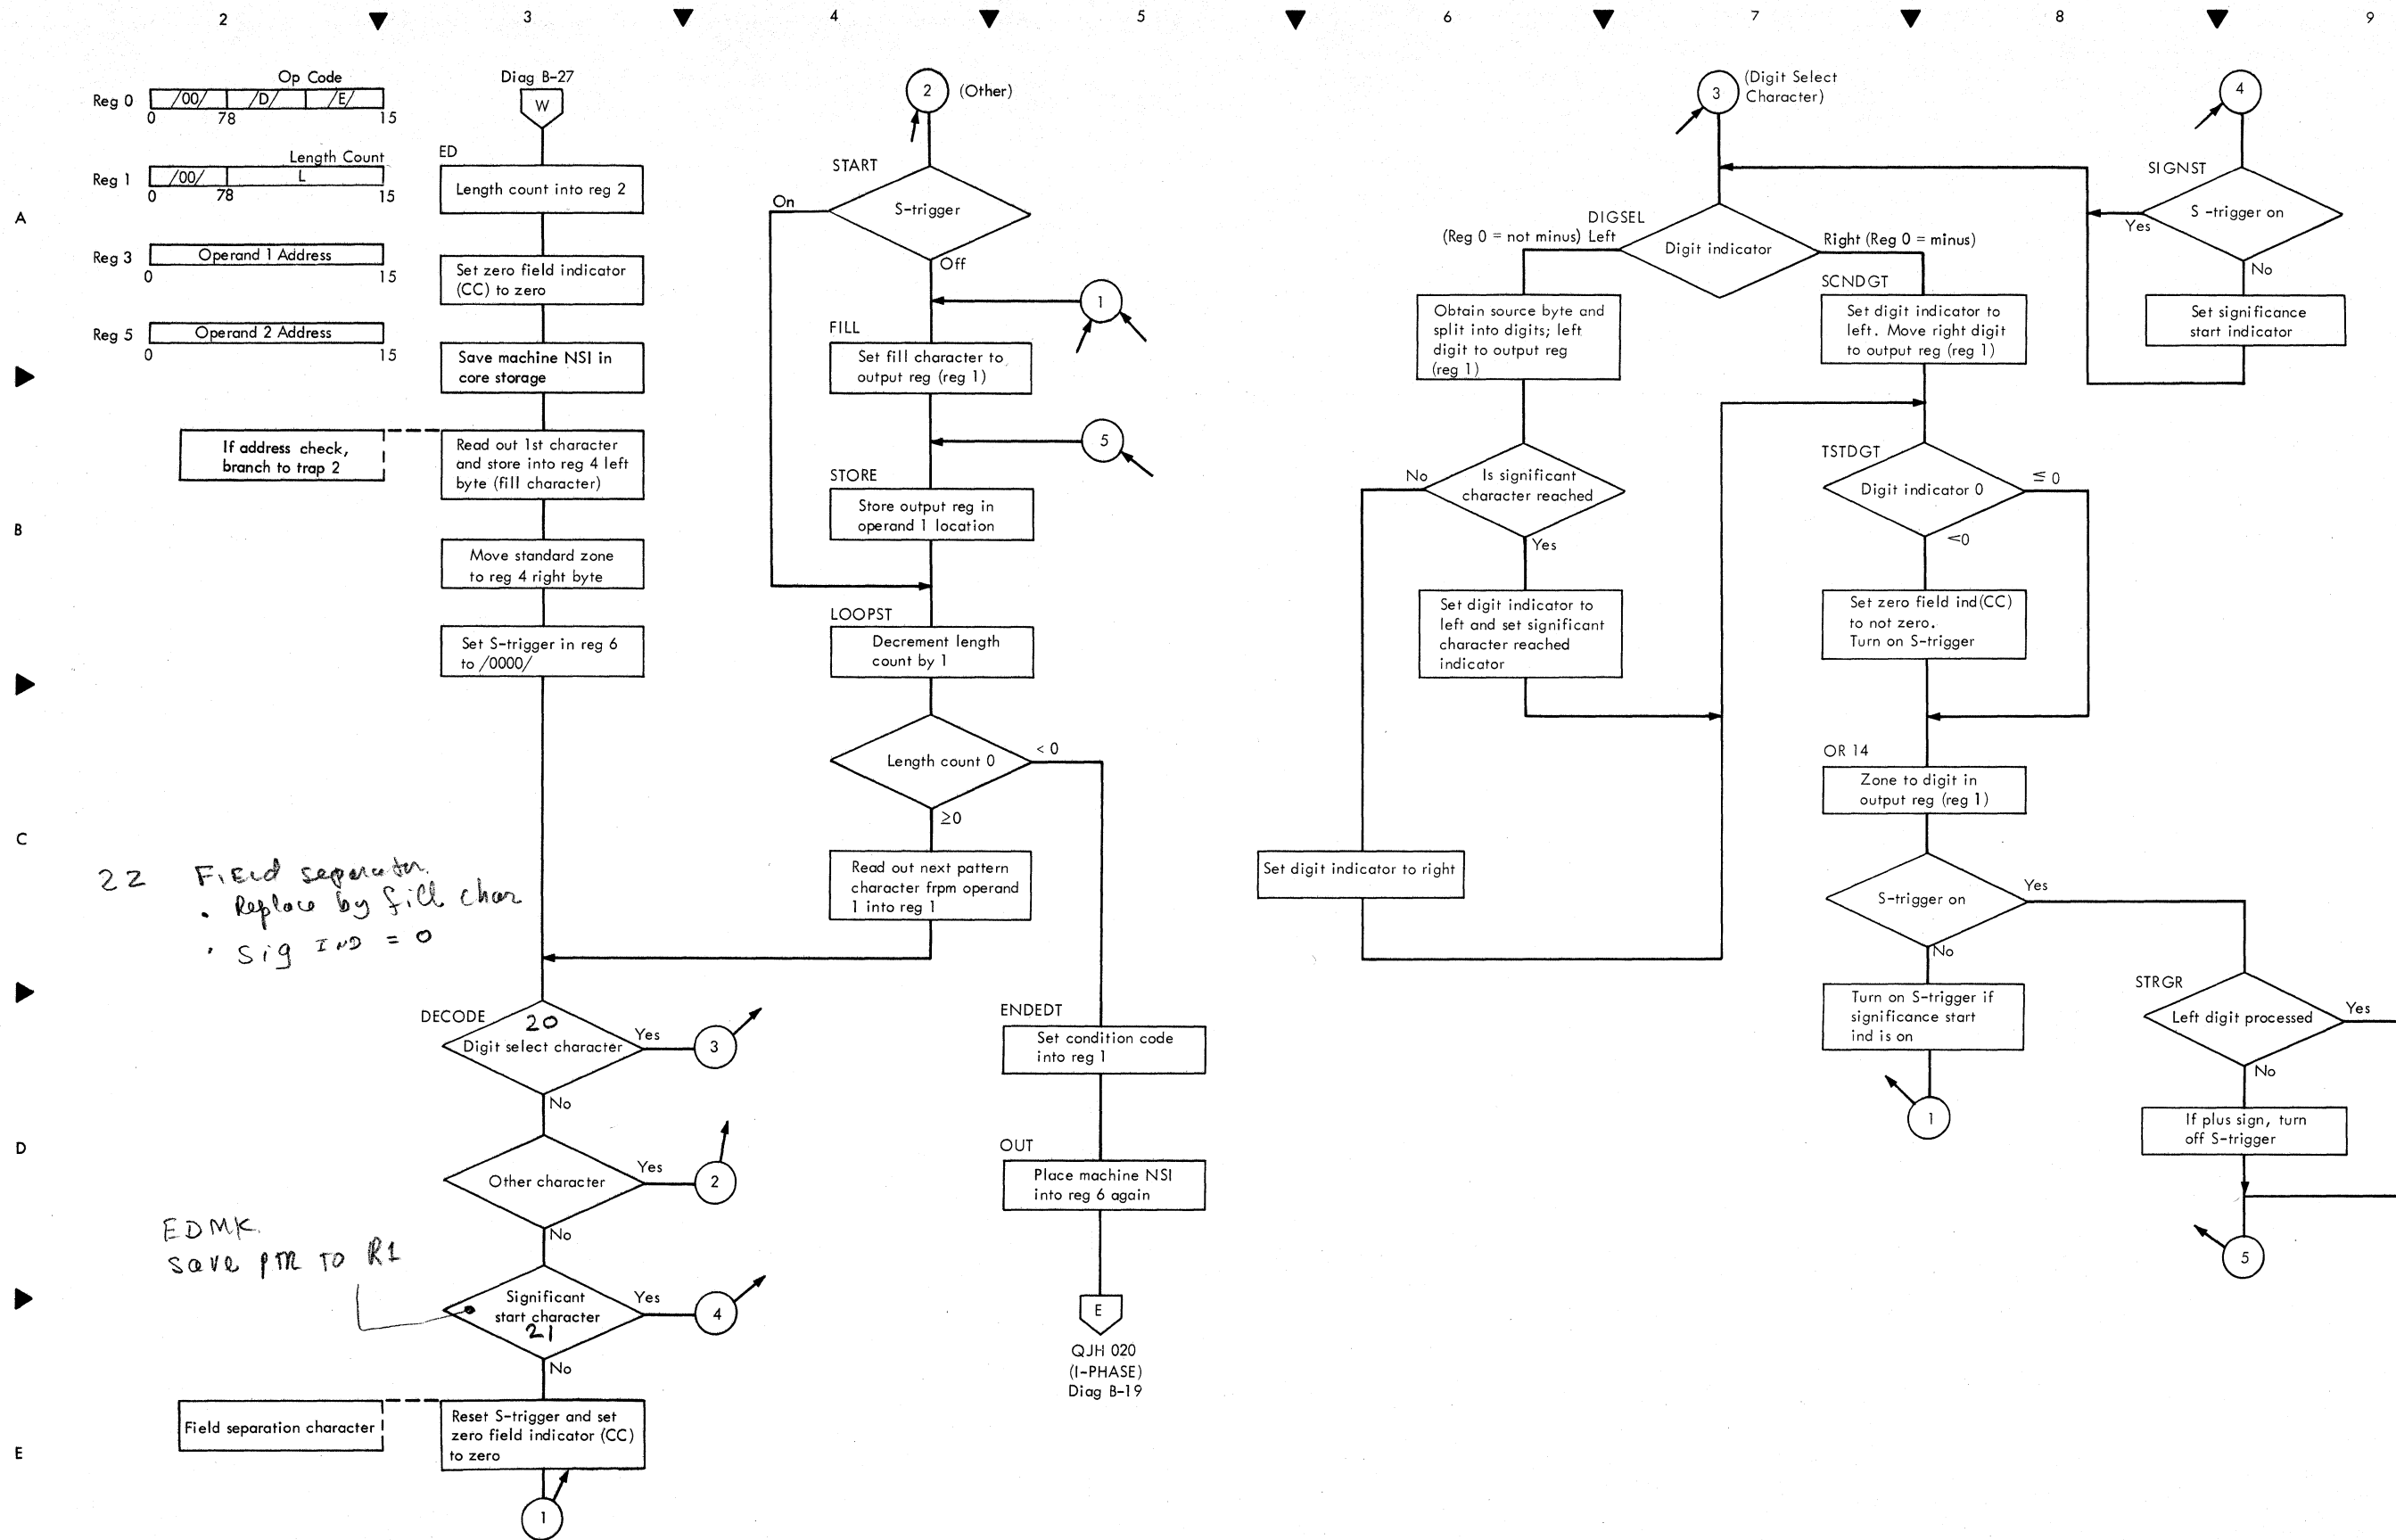 2 3 4 5 6 7 8 9
A
B
C
D
E
Op Code
Reg 0 /00/ /D/ /E/
0 78 15
Length Count
Reg 1 /00/ L
0 78 15
Reg 3 Operand 1 Address
0 15
Reg 5 Operand 2 Address
0 15
If address check,
branch to trap 2
22 Field separator
• Replace by fill char
• Sig IND = 0
EDMK
save PTR TO R1
Field separation character
Diag B-27
W
ED
Length count into reg 2
Set zero field indicator
(CC) to zero
Save machine NSI in
core storage
Read out 1st character
and store into reg 4 left
byte (fill character)
Move standard zone
to reg 4 right byte
Set S-trigger in reg 6
to /0000/
DECODE
20
Digit select character
Yes
3
No
Other character
Yes
2
No
Significant
start character
21
Yes
4
No
Reset S-trigger and set
zero field indicator (CC)
to zero
1
2
(Other)
START
S-trigger
On
Off
1
FILL
Set fill character to
output reg (reg 1)
5
STORE
Store output reg in
operand 1 location
LOOPST
Decrement length
count by 1
Length count 0
< 0
≥0
Read out next pattern
character frpm operand
1 into reg 1
ENDEDT
Set condition code
into reg 1
OUT
Place machine NSI
into reg 6 again
E
QJH 020
(I-PHASE)
Diag B-19
3
(Digit Select
Character)
DIGSEL
(Reg 0 = not minus) Left
Digit indicator
Right (Reg 0 = minus)
Obtain source byte and
split into digits; left
digit to output reg
(reg 1)
Is significant
character reached
No
Yes
Set digit indicator to
left and set significant
character reached
indicator
Set digit indicator to right
SCNDGT
Set digit indicator to
left. Move right digit
to output reg (reg 1)
TSTDGT
Digit indicator 0
≤ 0
<0
Set zero field ind(CC)
to not zero.
Turn on S-trigger
OR 14
Zone to digit in
output reg (reg 1)
S-trigger on
Yes
No
Turn on S-trigger if
significance start
ind is on
1
4
SIGNST
S -trigger on
Yes
No
Set significance
start indicator
STRGR
Left digit processed
Yes
No
If plus sign, turn
off S-trigger
5